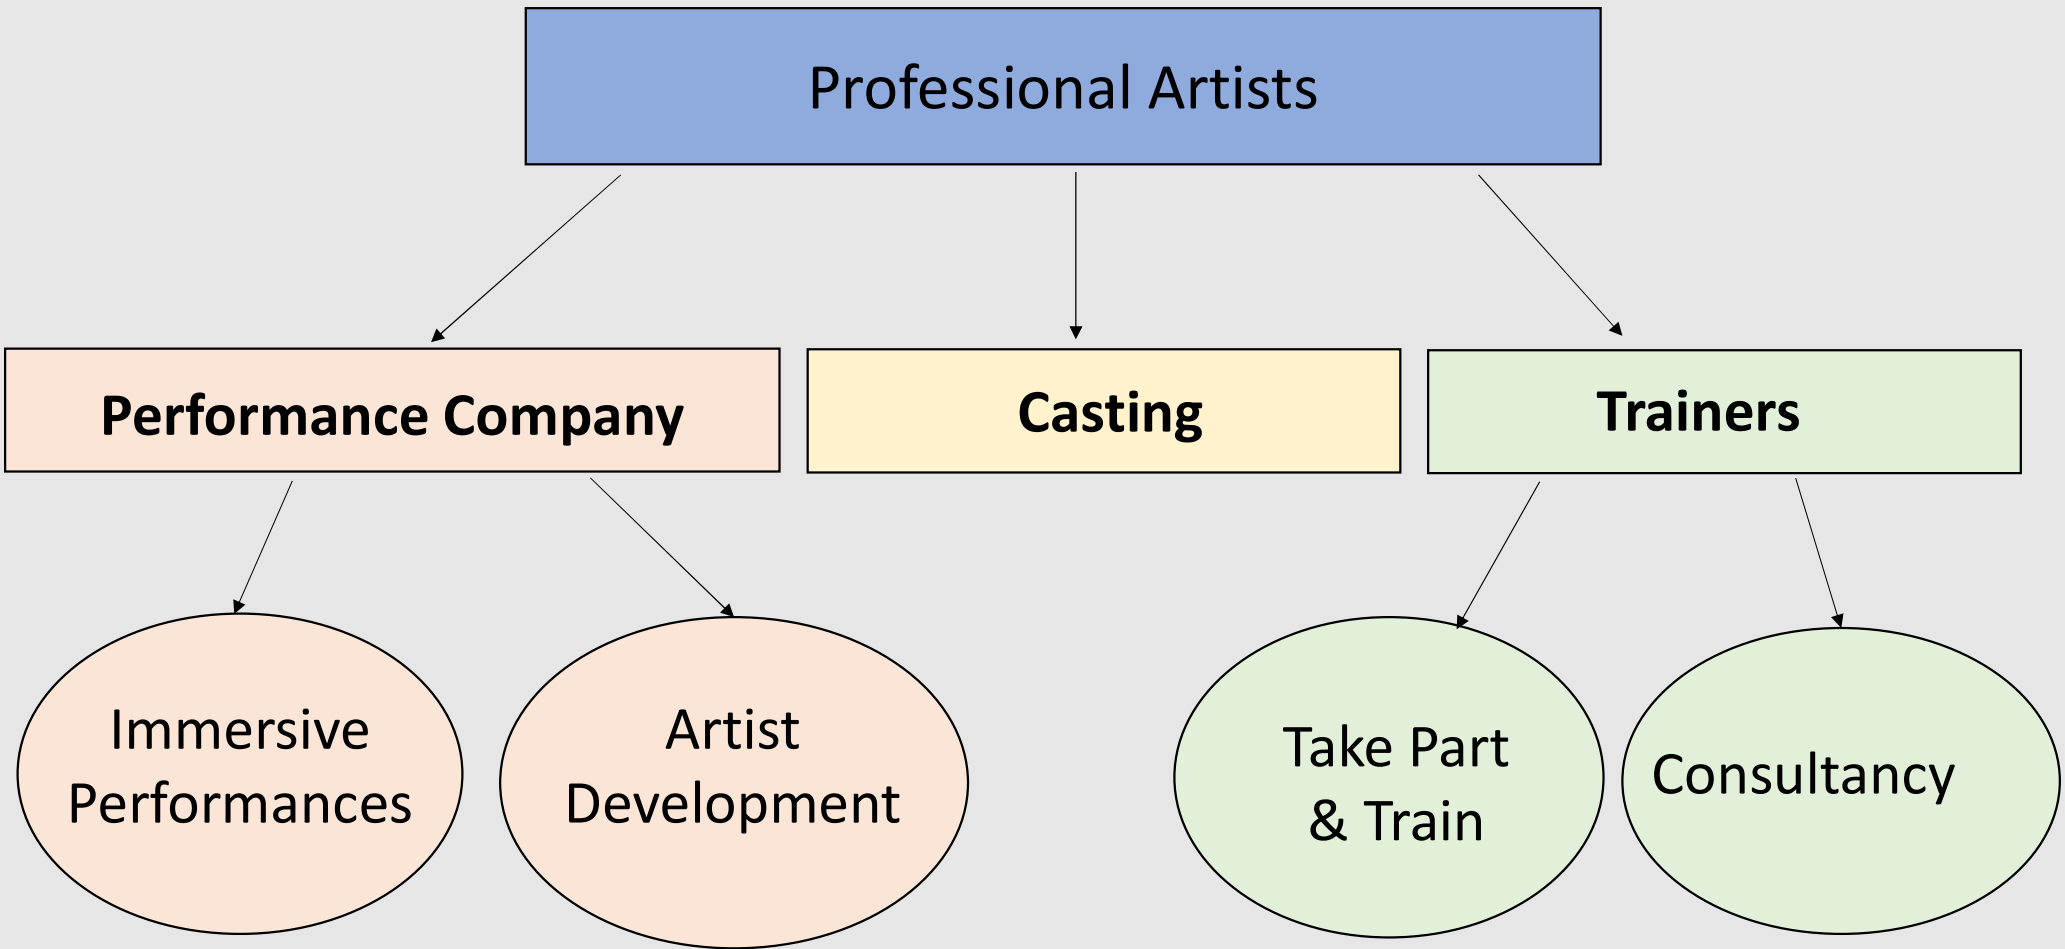 Professional Artists
Performance Company
Casting
Trainers
Immersive
Performances
Artist
Development
Take Part
& Train
Consultancy